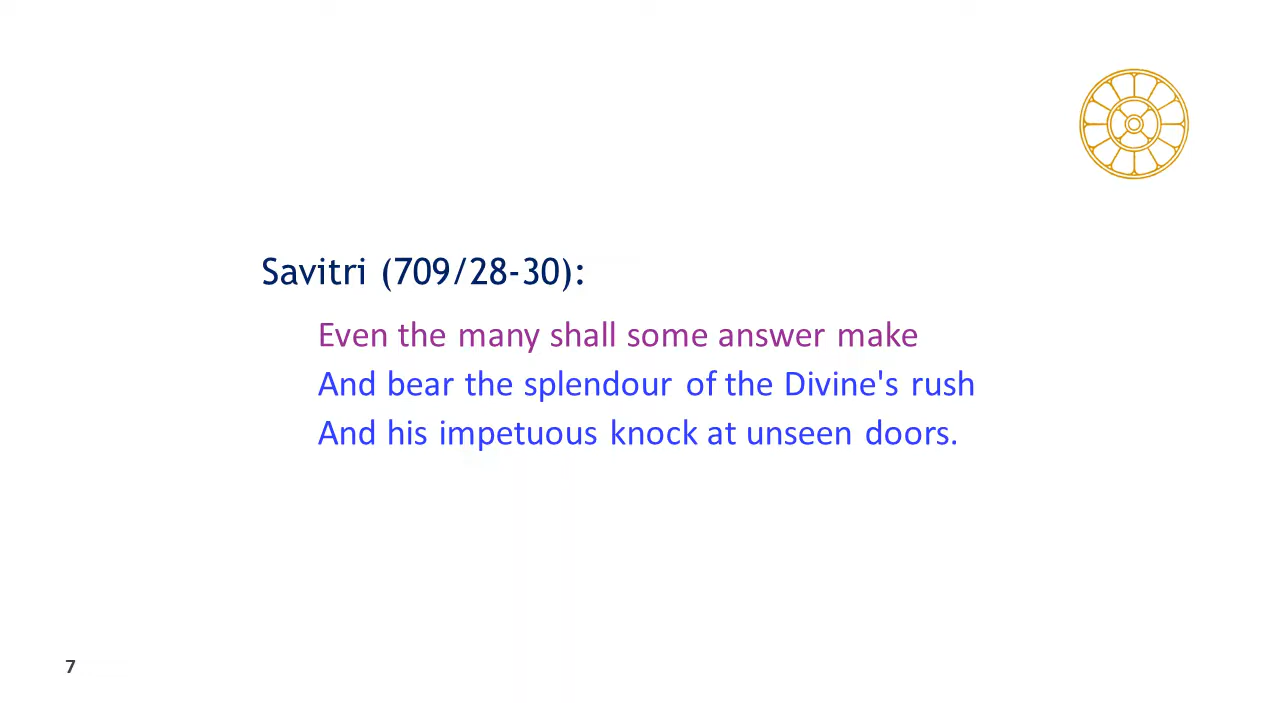 Savitri (709/28-30):
Even the many shall some answer make
And bear the splendour of the Divine's rush
And his impetuous knock at unseen doors.
7